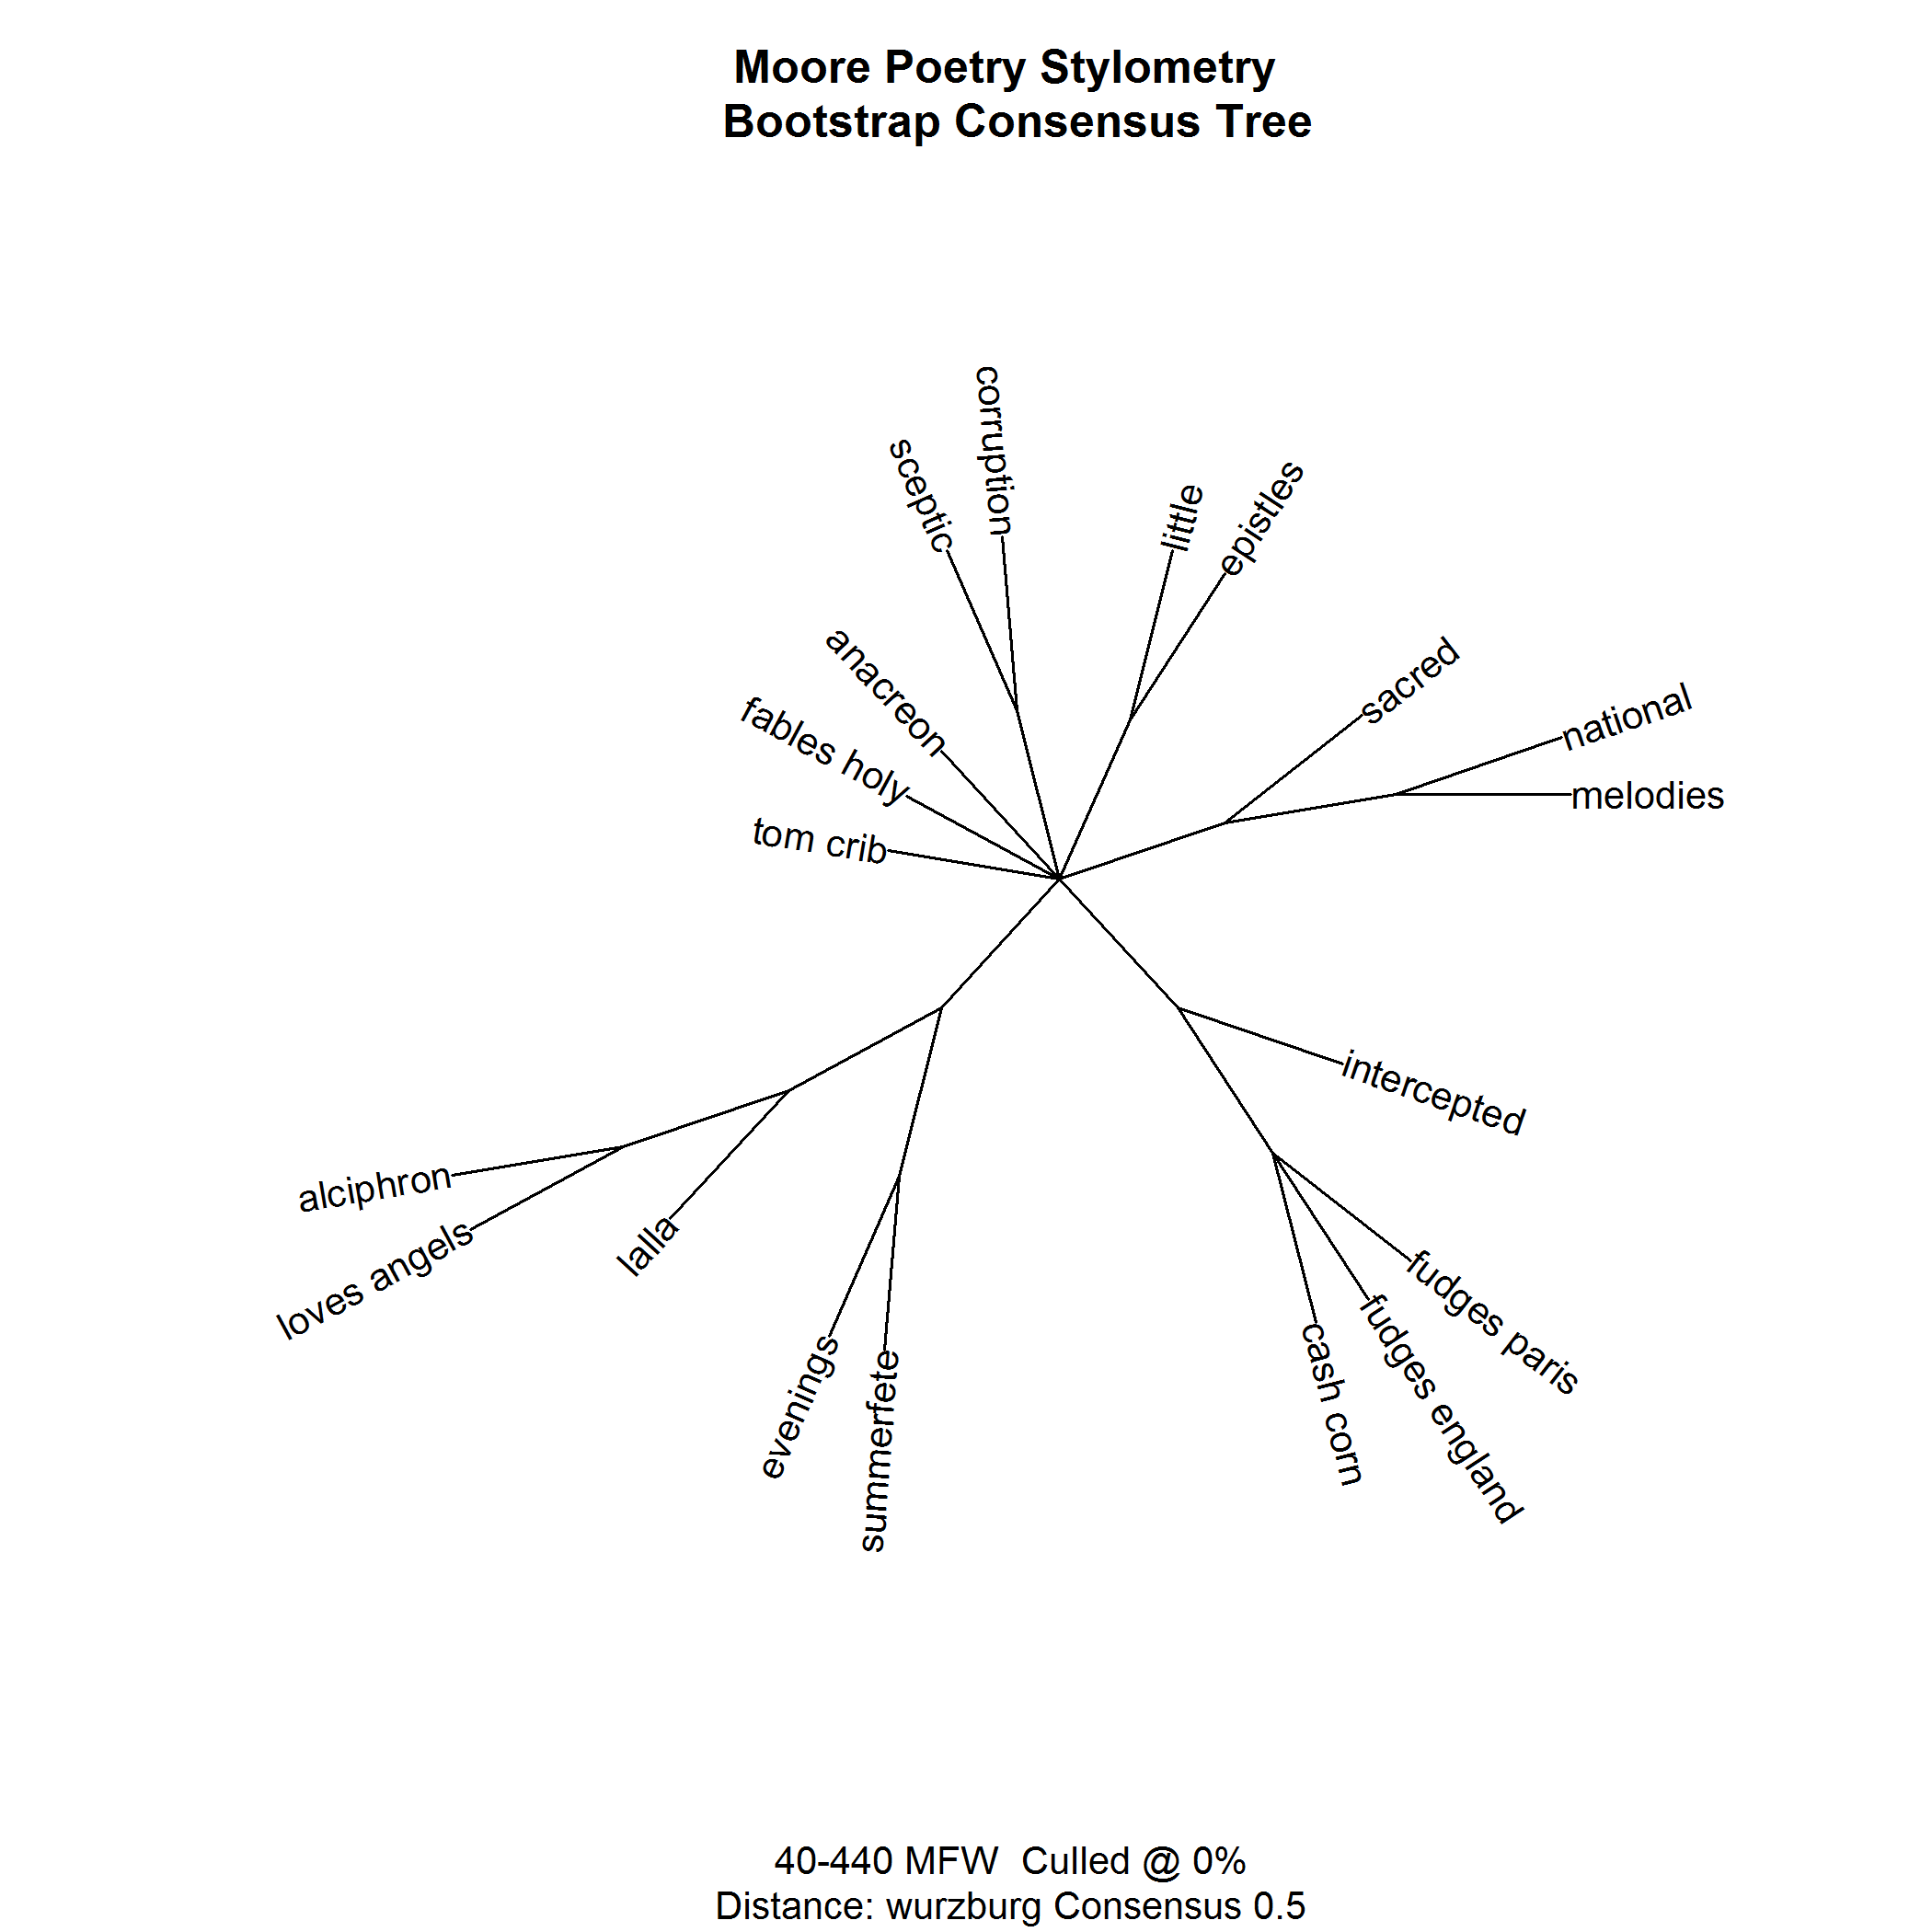 Moore Poetry Stylometry
Bootstrap Consensus Tree
corruption
sceptic
little
epistles
anacreon
sacred
fables holy
national
melodies
tom crib
intercepted
alciphron
loves angels
lalla
fudges paris
fudges england
cash corn
evenings
summerfete
40-440 MFW  Culled @ 0%
Distance: wurzburg Consensus 0.5